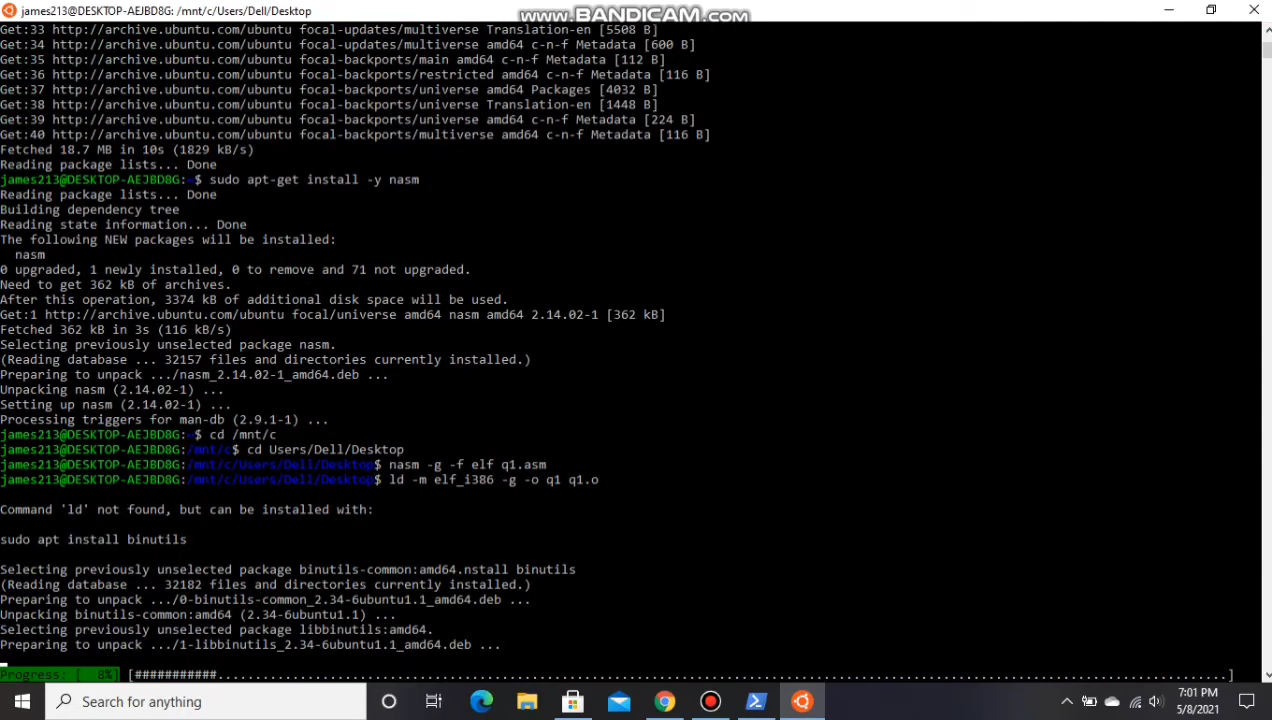 james213@DESKTOP-AEJBD8G: /mnt/c/Users/Dell/Desktop
www.BANDICAM.com
Get:33 http://archive.ubuntu.com/ubuntu focal-updates/multiverse Translation-en [5508 B]
Get:34 http://archive.ubuntu.com/ubuntu focal-updates/multiverse amd64 c-n-f Metadata [600 B]
Get:35 http://archive.ubuntu.com/ubuntu focal-backports/main amd64 c-n-f Metadata [112 B]
Get:36 http://archive.ubuntu.com/ubuntu focal-backports/restricted amd64 c-n-f Metadata [116 B]
Get:37 http://archive.ubuntu.com/ubuntu focal-backports/universe amd64 Packages [4032 B]
Get:38 http://archive.ubuntu.com/ubuntu focal-backports/universe Translation-en [1448 B]
Get:39 http://archive.ubuntu.com/ubuntu focal-backports/universe amd64 c-n-f Metadata [224 B]
Get:40 http://archive.ubuntu.com/ubuntu focal-backports/multiverse amd64 c-n-f Metadata [116 B]
Fetched 18.7 MB in 10s (1829 kB/s)
Reading package lists... Done
james213@DESKTOP-AEJBD8G:~$ sudo apt-get install -y nasm
Reading package lists... Done
Building dependency tree
Reading state information... Done
The following NEW packages will be installed:
nasm
0 upgraded, 1 newly installed, 0 to remove and 71 not upgraded.
Need to get 362 kB of archives.
After this operation, 3374 kB of additional disk space will be used.
Get:1 http://archive.ubuntu.com/ubuntu focal/universe amd64 nasm amd64 2.14.02-1 [362 kB]
Fetched 362 kB in 3s (116 kB/s)
Selecting previously unselected package nasm.
(Reading database ... 32157 files and directories currently installed.)
Preparing to unpack .../nasm_2.14.02-1_amd64.deb ...
Unpacking nasm (2.14.02-1) ...
Setting up nasm (2.14.02-1) ...
Processing triggers for man-db (2.9.1-1) ...
james213@DESKTOP-AEJBD8G:~$ cd /mnt/c
james213@DESKTOP-AEJBD8G:/mnt/c$ cd Users/Dell/Desktop
james213@DESKTOP-AEJBD8G:/mnt/c/Users/Dell/Desktop$ nasm -g -f elf q1.asm
james213@DESKTOP-AEJBD8G:/mnt/c/Users/Dell/Desktop$ ld -m elf_i386 -g -o q1 q1.o
Command 'ld' not found, but can be installed with:
sudo apt install binutils
Selecting previously unselected package binutils-common:amd64.nstall binutils
(Reading database ... 32182 files and directories currently installed.)
Preparing to unpack .../0-binutils-common_2.34-6ubuntu1.1_amd64.deb ...
Unpacking binutils-common:amd64 (2.34-6ubuntu1.1) ...
Selecting previously unselected package libbinutils:amd64.
Preparing to unpack .../1-libbinutils_2.34-6ubuntu1.1_amd64.deb ...
Progress: [  8%] [###########..........................................................................................................................................]
Search for anything
7:01 PM
5/8/2021